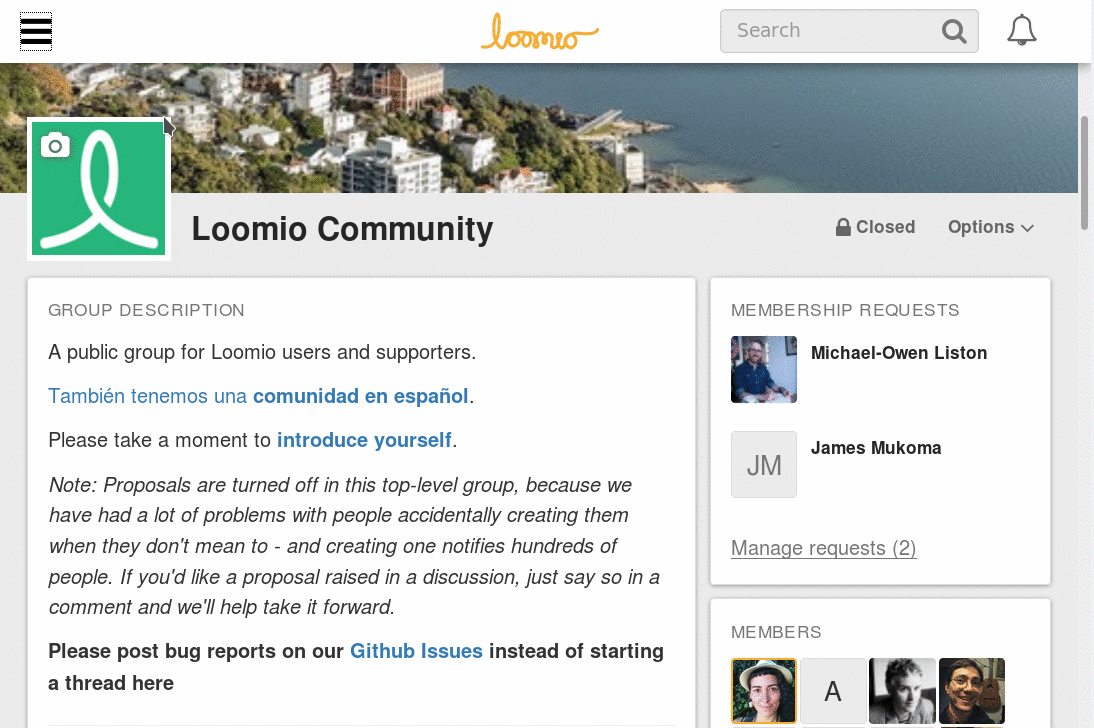 loomio
Search
Loomio Community
Closed
Options
GROUP DESCRIPTION
A public group for Loomio users and supporters.
También tenemos una comunidad en español.
Please take a moment to introduce yourself.
Note: Proposals are turned off in this top-level group, because we
have had a lot of problems with people accidentally creating them
when they don't mean to - and creating one notifies hundreds of
people. If you'd like a proposal raised in a discussion, just say so in a
comment and we'll help take it forward.
Please post bug reports on our Github Issues instead of starting
a thread here
MEMBERSHIP REQUESTS
Michael-Owen Liston
JM
James Mukoma
Manage requests (2)
MEMBERS
A